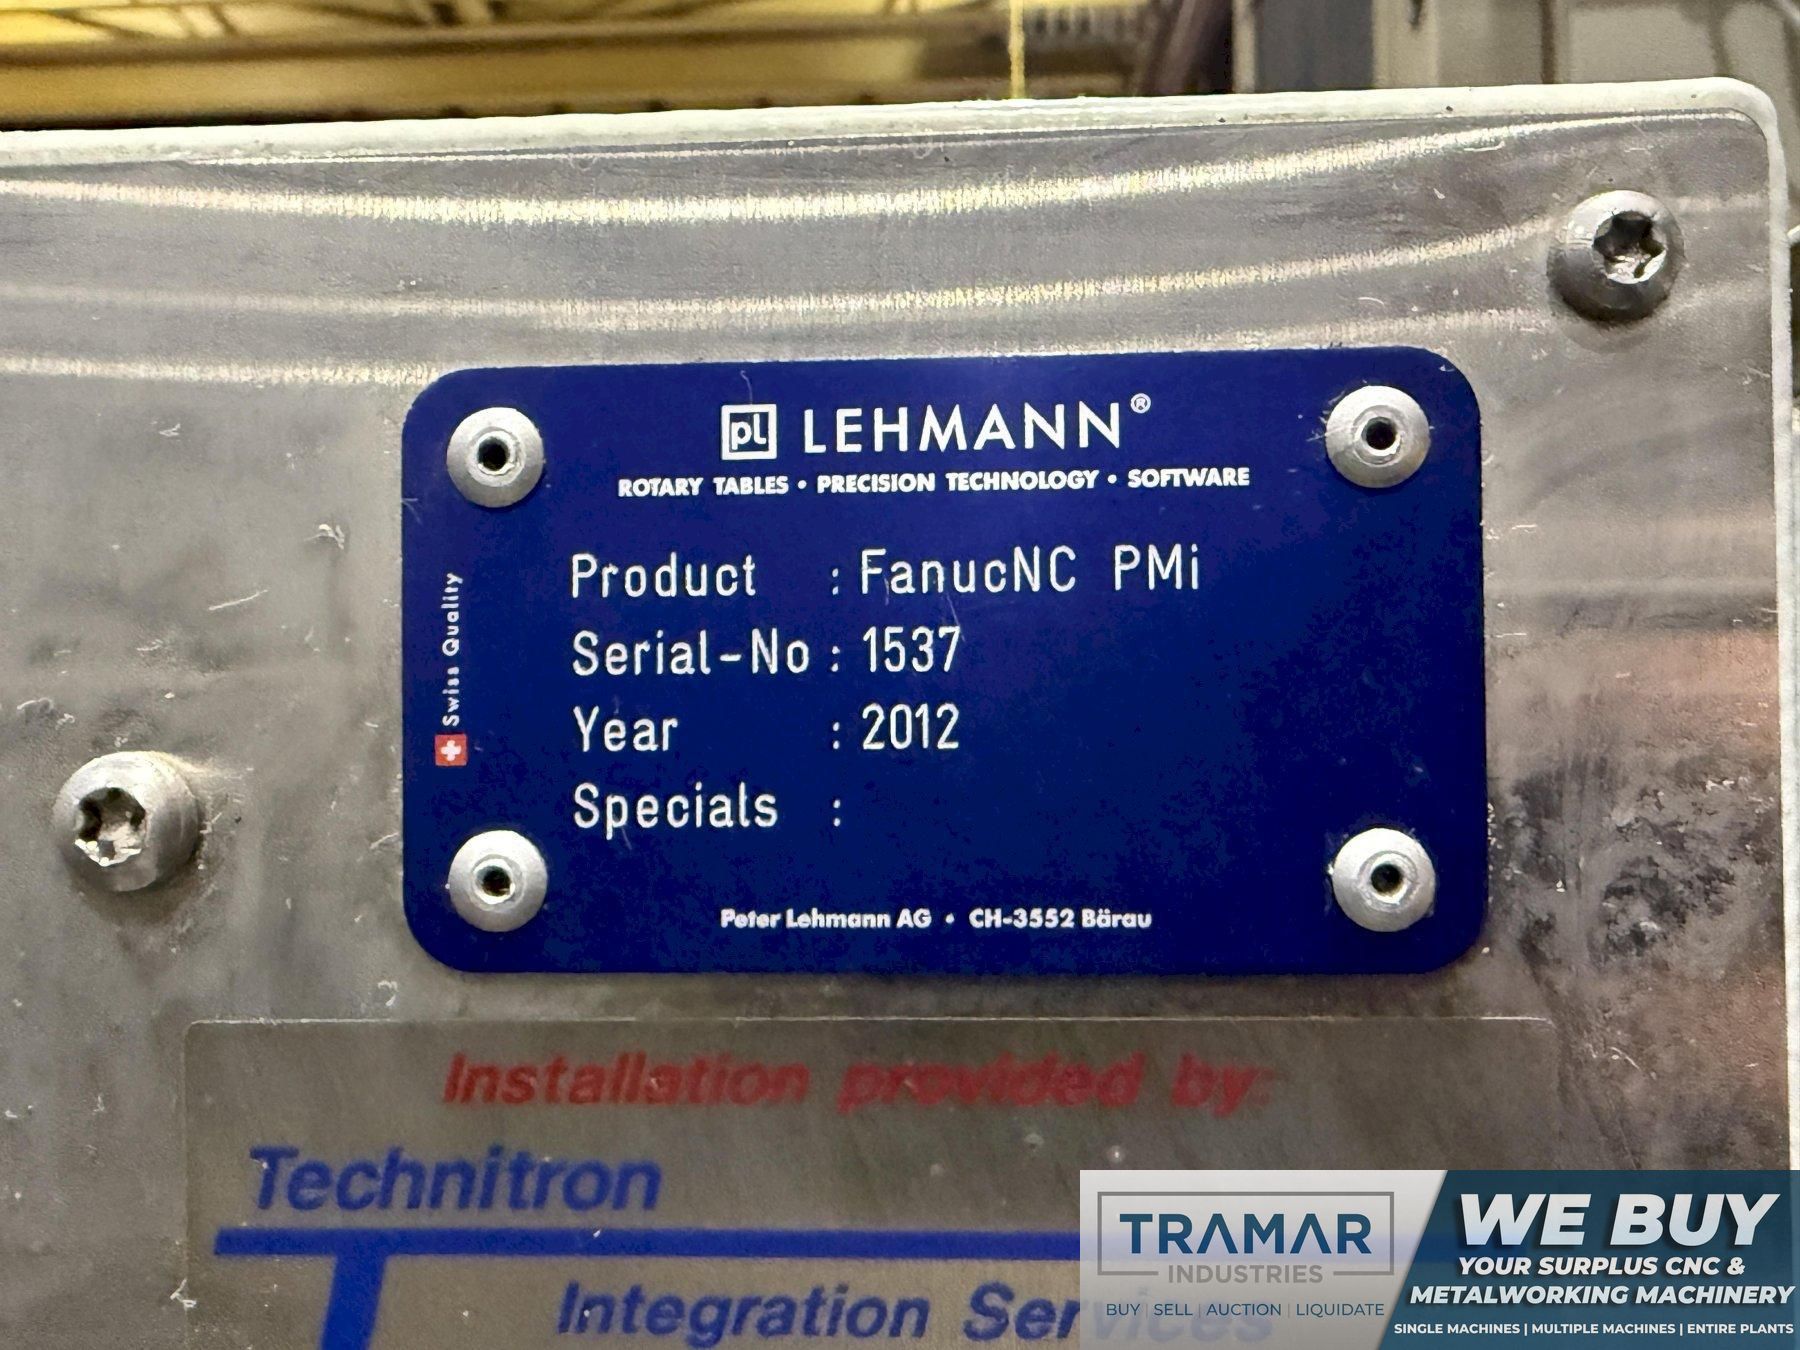 pl LEHMANN®
ROTARY TABLES • PRECISION TECHNOLOGY • SOFTWARE
Product : FanucNC PMi
Serial-No : 1537
Year : 2012
Specials :
Swiss Quality
Peter Lehmann AG • CH-3552 Bärau
Installation provided by:
Technitron
Integration Services
TRAMAR
INDUSTRIES
BUY | SELL | AUCTION | LIQUIDATE
WE BUY
YOUR SURPLUS CNC &
METALWORKING MACHINERY
SINGLE MACHINES | MULTIPLE MACHINES | ENTIRE PLANTS